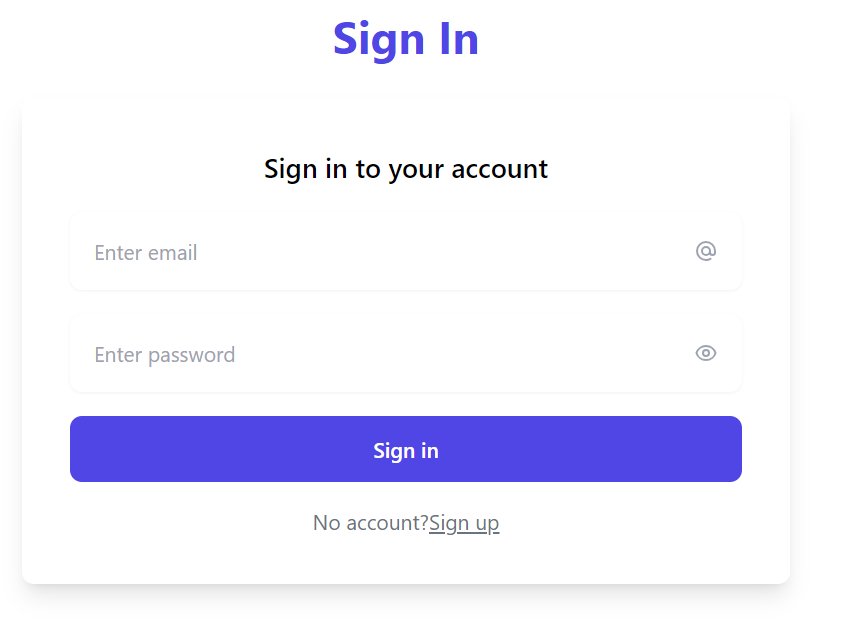 Sign In
Sign in to your account
Enter email
Enter password
Sign in
No account?Sign up